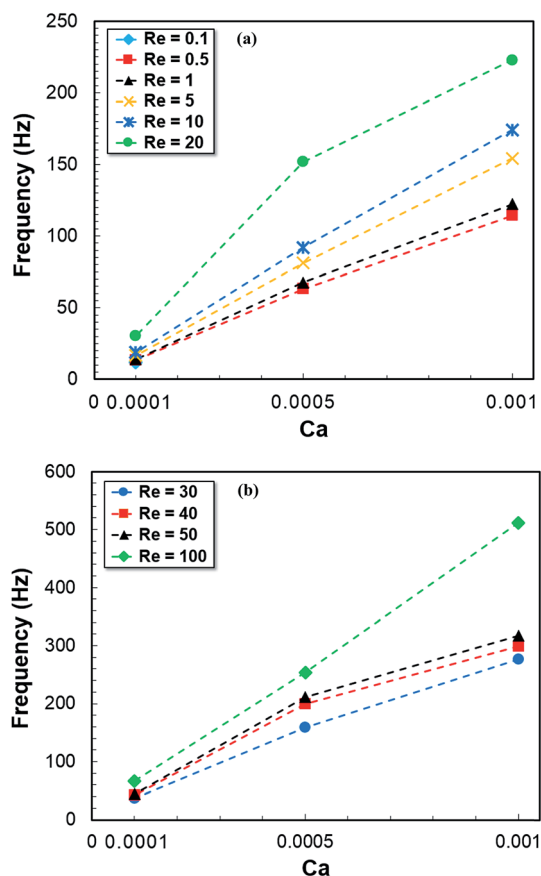 (a)
Re = 0.1
Re = 0.5
Re = 1
Re = 5
Re = 10
Re = 20
250
200
150
100
50
0
Frequency (Hz)
0 0.0001 0.0005 0.001
Ca
(b)
Re = 30
Re = 40
Re = 50
Re = 100
600
500
400
300
200
100
0
Frequency (Hz)
0 0.0001 0.0005 0.001
Ca